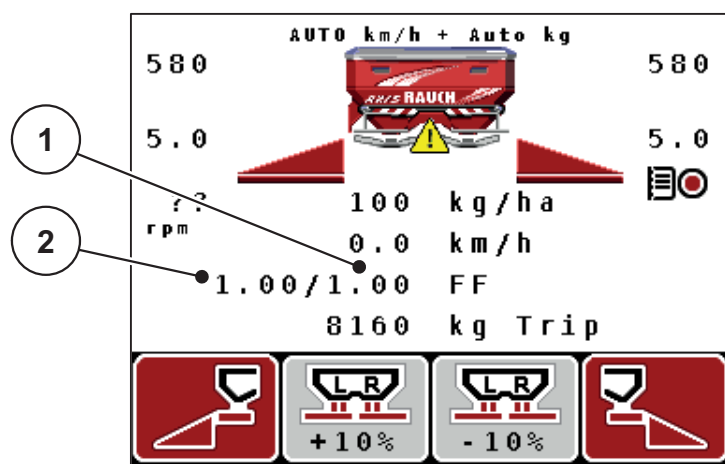 AUTO km/h + Auto kg
580 580
AXIS RAUCH
1
5.0 5.0
?? 100 kg/ha
rpm
2
0.0 km/h
1.00/1.00 FF
8160 kg Trip
L R L R
+10% -10%